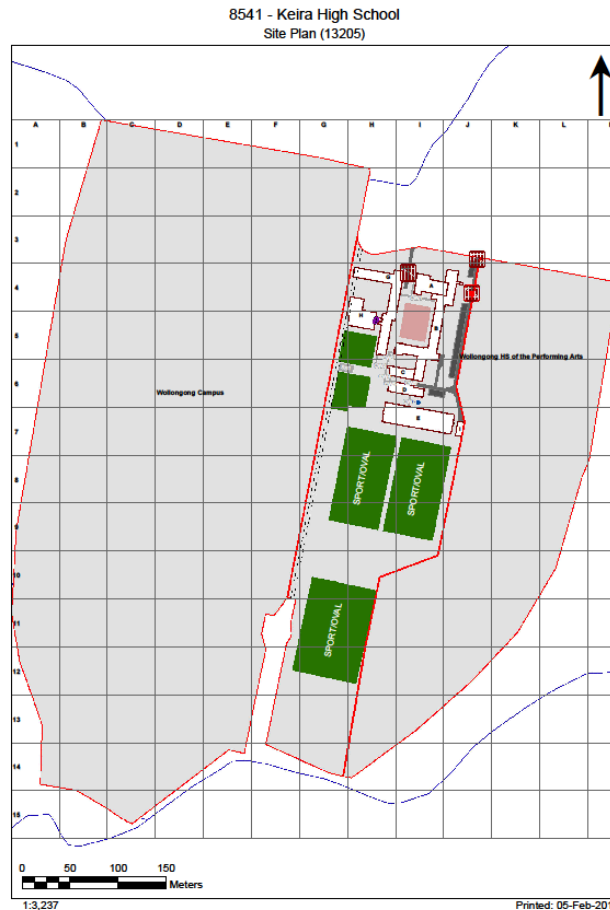 8541 - Keira High School
Site Plan (13205)
A B C D E F G H I J K L
1
2
3
4
5
6
7
8
9
10
11
12
13
14
15
G
A
H
B
Wollongong HS of the Performing Arts
C
D
Wollongong Campus
E
I
SPORT/OVAL
SPORT/OVAL
SPORT/OVAL
0 50 100 150
Meters
1:3,237
Printed: 05-Feb-201